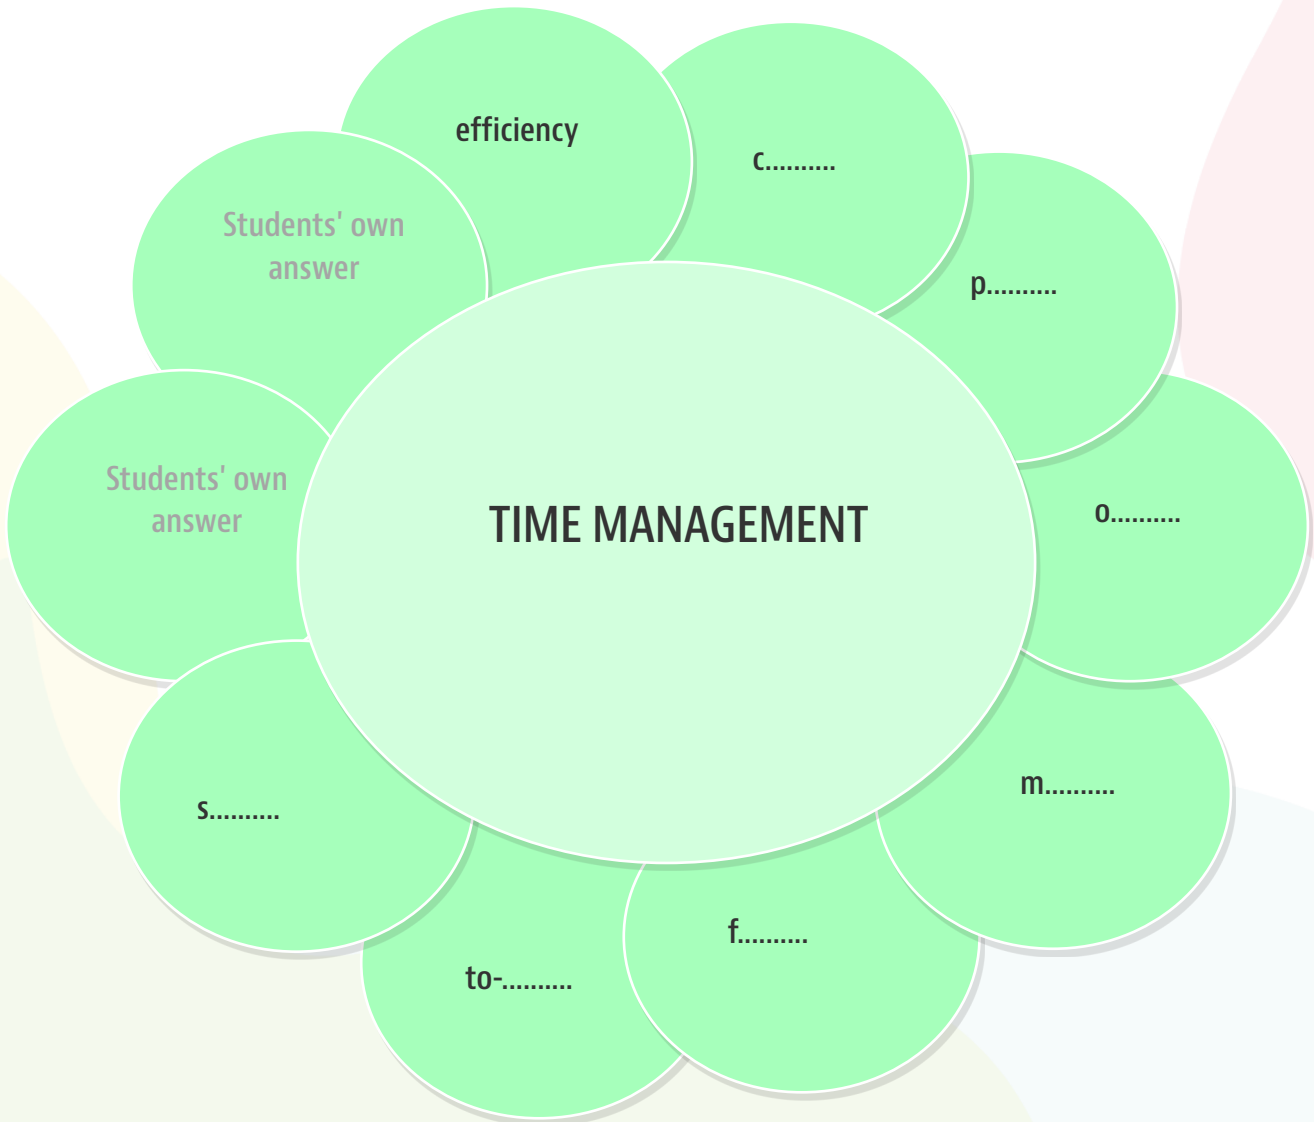 efficiency
c..........
p..........
o..........
m..........
f..........
to-..........
s..........
Students' own
answer
Students' own
answer
TIME MANAGEMENT